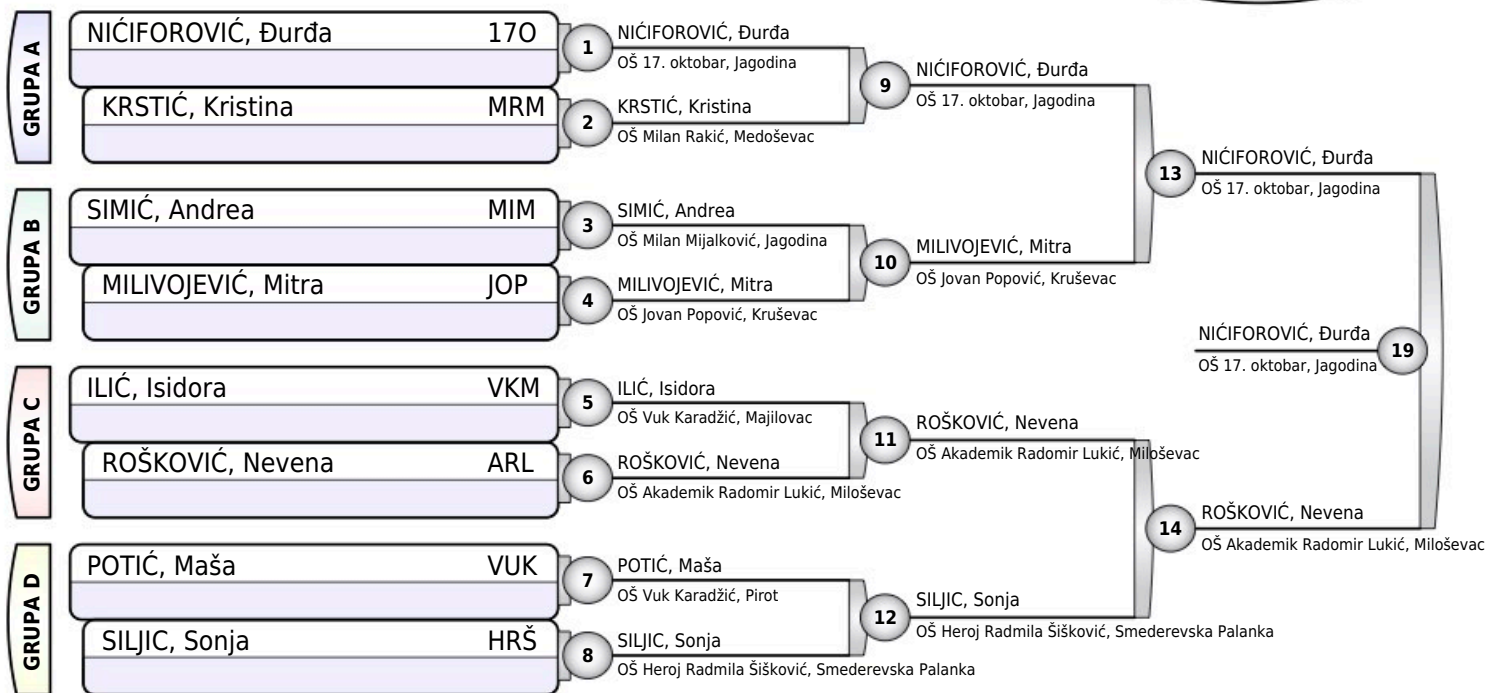 GRUPA A
NIĆIFOROVIĆ, Đurđa 17O
KRSTIĆ, Kristina MRM
GRUPA B
SIMIĆ, Andrea MIM
MILIVOJEVIĆ, Mitra JOP
GRUPA C
ILIĆ, Isidora VKM
ROŠKOVIĆ, Nevena ARL
GRUPA D
POTIĆ, Maša VUK
SILJIC, Sonja HRŠ
1
NIĆIFOROVIĆ, Đurđa
OŠ 17. oktobar, Jagodina
2
KRSTIĆ, Kristina
OŠ Milan Rakić, Medoševac
3
SIMIĆ, Andrea
OŠ Milan Mijalković, Jagodina
4
MILIVOJEVIĆ, Mitra
OŠ Jovan Popović, Kruševac
5
ILIĆ, Isidora
OŠ Vuk Karadžić, Majilovac
6
ROŠKOVIĆ, Nevena
OŠ Akademik Radomir Lukić, Miloševac
7
POTIĆ, Maša
OŠ Vuk Karadžić, Pirot
8
SILJIC, Sonja
OŠ Heroj Radmila Šišković, Smederevska Palanka
9
NIĆIFOROVIĆ, Đurđa
OŠ 17. oktobar, Jagodina
10
MILIVOJEVIĆ, Mitra
OŠ Jovan Popović, Kruševac
11
ROŠKOVIĆ, Nevena
OŠ Akademik Radomir Lukić, Miloševac
12
SILJIC, Sonja
OŠ Heroj Radmila Šišković, Smederevska Palanka
13
NIĆIFOROVIĆ, Đurđa
OŠ 17. oktobar, Jagodina
14
ROŠKOVIĆ, Nevena
OŠ Akademik Radomir Lukić, Miloševac
NIĆIFOROVIĆ, Đurđa
OŠ 17. oktobar, Jagodina
19